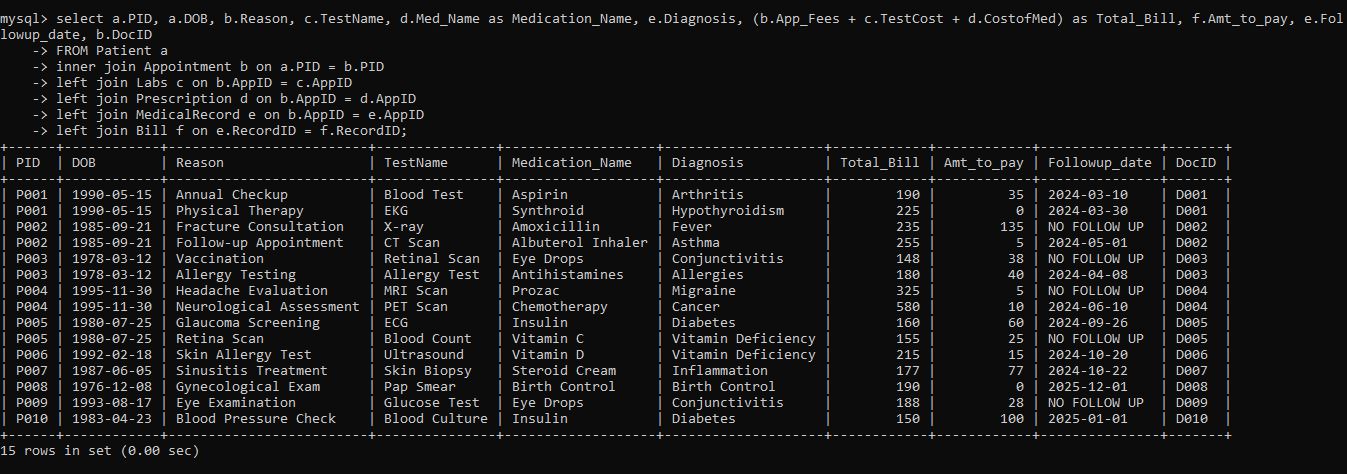 mysql> select a.PID, a.DOB, b.Reason, c.TestName, d.Med_Name as Medication_Name, e.Diagnosis, (b.App_Fees + c.TestCost + d.CostofMed) as Total_Bill, f.Amt_to_pay, e.Fol
lowup_date, b.DocID
    -> FROM Patient a
    -> inner join Appointment b on a.PID = b.PID
    -> left join Labs c on b.AppID = c.AppID
    -> left join Prescription d on b.AppID = d.AppID
    -> left join MedicalRecord e on b.AppID = e.AppID
    -> left join Bill f on e.RecordID = f.RecordID;
+------+------------+-------------------------+---------------+-------------------+--------------------+------------+------------+---------------+-------+
| PID  | DOB        | Reason                  | TestName      | Medication_Name   | Diagnosis          | Total_Bill | Amt_to_pay | Followup_date | DocID |
+------+------------+-------------------------+---------------+-------------------+--------------------+------------+------------+---------------+-------+
| P001 | 1990-05-15 | Annual Checkup          | Blood Test    | Aspirin           | Arthritis          |        190 |         35 | 2024-03-10    | D001  |
| P001 | 1990-05-15 | Physical Therapy        | EKG           | Synthroid         | Hypothyroidism     |        225 |          0 | 2024-03-30    | D001  |
| P002 | 1985-09-21 | Fracture Consultation   | X-ray         | Amoxicillin       | Fever              |        235 |        135 | NO FOLLOW UP  | D002  |
| P002 | 1985-09-21 | Follow-up Appointment   | CT Scan       | Albuterol Inhaler | Asthma             |        255 |          5 | 2024-05-01    | D002  |
| P003 | 1978-03-12 | Vaccination             | Retinal Scan  | Eye Drops         | Conjunctivitis     |        148 |         38 | NO FOLLOW UP  | D003  |
| P003 | 1978-03-12 | Allergy Testing         | Allergy Test  | Antihistamines    | Allergies          |        180 |         40 | 2024-04-08    | D003  |
| P004 | 1995-11-30 | Headache Evaluation     | MRI Scan      | Prozac            | Migraine           |        325 |          5 | NO FOLLOW UP  | D004  |
| P004 | 1995-11-30 | Neurological Assessment | PET Scan      | Chemotherapy      | Cancer             |        580 |         10 | 2024-06-10    | D004  |
| P005 | 1980-07-25 | Glaucoma Screening      | ECG           | Insulin           | Diabetes           |        160 |         60 | 2024-09-26    | D005  |
| P005 | 1980-07-25 | Retina Scan             | Blood Count   | Vitamin C         | Vitamin Deficiency |        155 |         25 | NO FOLLOW UP  | D005  |
| P006 | 1992-02-18 | Skin Allergy Test       | Ultrasound    | Vitamin D         | Vitamin Deficiency |        215 |         15 | 2024-10-20    | D006  |
| P007 | 1987-06-05 | Sinusitis Treatment     | Skin Biopsy   | Steroid Cream     | Inflammation       |        177 |         77 | 2024-10-22    | D007  |
| P008 | 1976-12-08 | Gynecological Exam      | Pap Smear     | Birth Control     | Birth Control      |        190 |          0 | 2025-12-01    | D008  |
| P009 | 1993-08-17 | Eye Examination         | Glucose Test  | Eye Drops         | Conjunctivitis     |        188 |         28 | NO FOLLOW UP  | D009  |
| P010 | 1983-04-23 | Blood Pressure Check    | Blood Culture | Insulin           | Diabetes           |        150 |        100 | 2025-01-01    | D010  |
+------+------------+-------------------------+---------------+-------------------+--------------------+------------+------------+---------------+-------+
15 rows in set (0.00 sec)